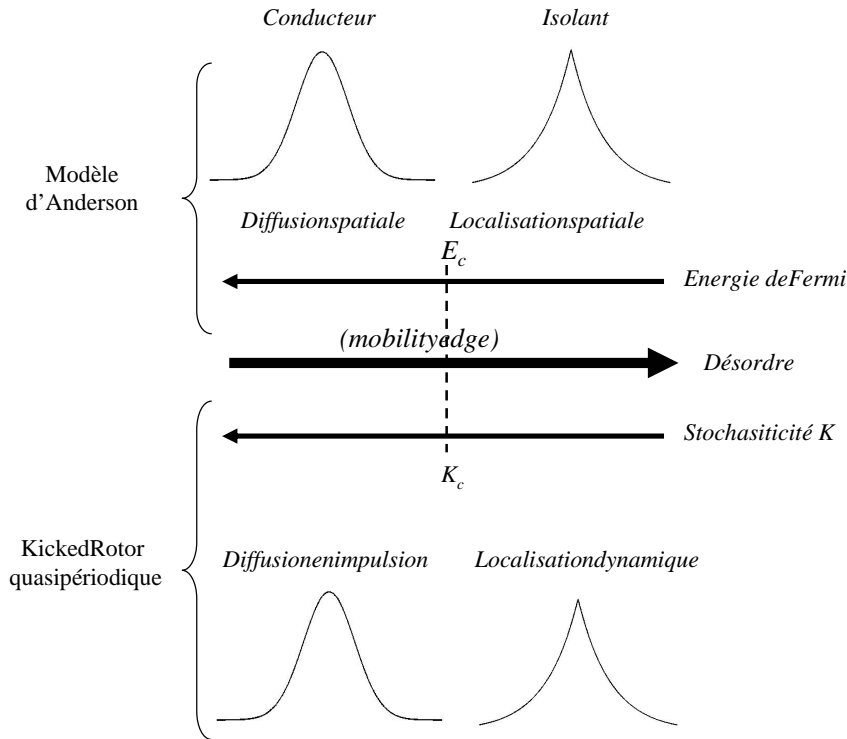 Conducteur
Isolant
Modèle
d'Anderson
Diffusionspatiale
Localisationspatiale
E_c
Energie deFermi
(mobilityedge)
Désordre
Stochasiticité K
K_c
KickedRotor
quasipériodique
Diffusionenimpulsion
Localisationdynamique